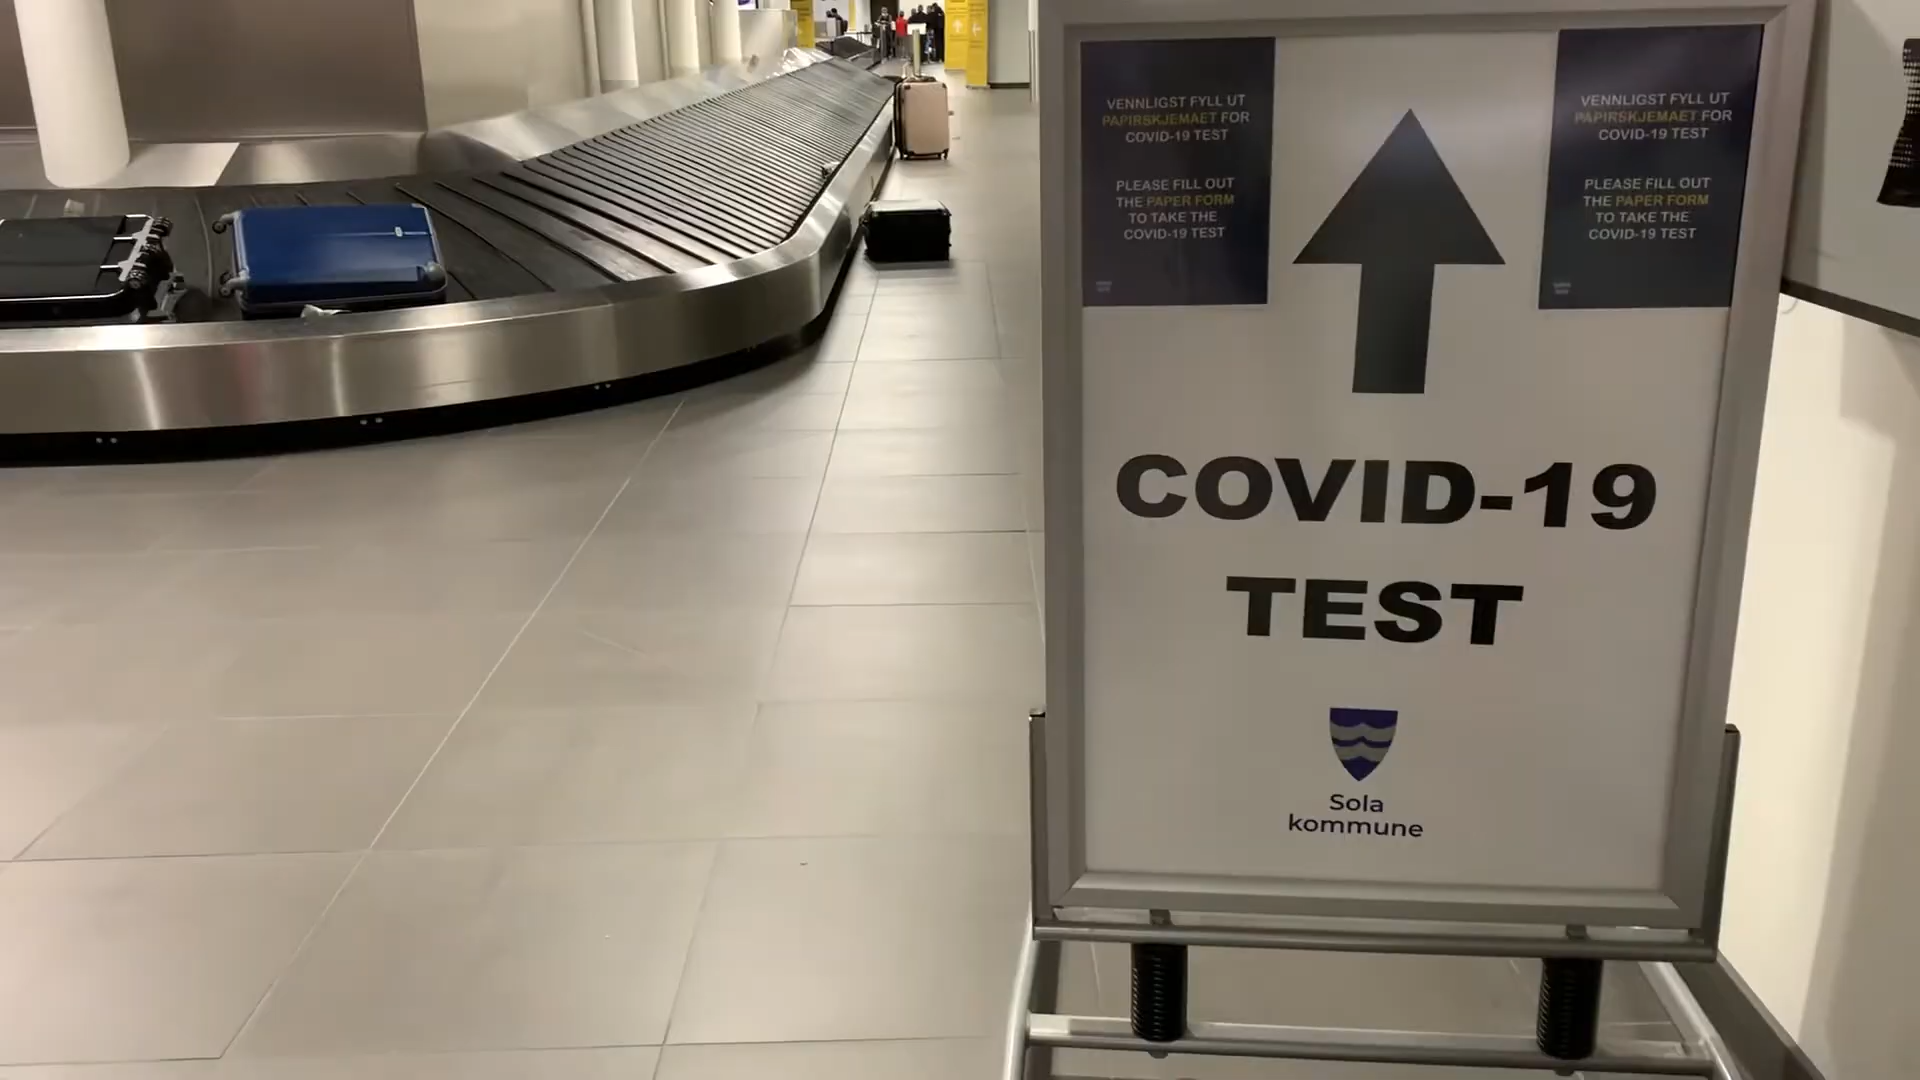 VENNLIGST FYLL UT
PAPIRSKJEMAET FOR
COVID-19 TEST
PLEASE FILL OUT
THE PAPER FORM
TO TAKE THE
COVID-19 TEST
VENNLIGST FYLL UT
PAPIRSKJEMAET FOR
COVID-19 TEST
PLEASE FILL OUT
THE PAPER FORM
TO TAKE THE
COVID-19 TEST
COVID-19
TEST
Sola
kommune